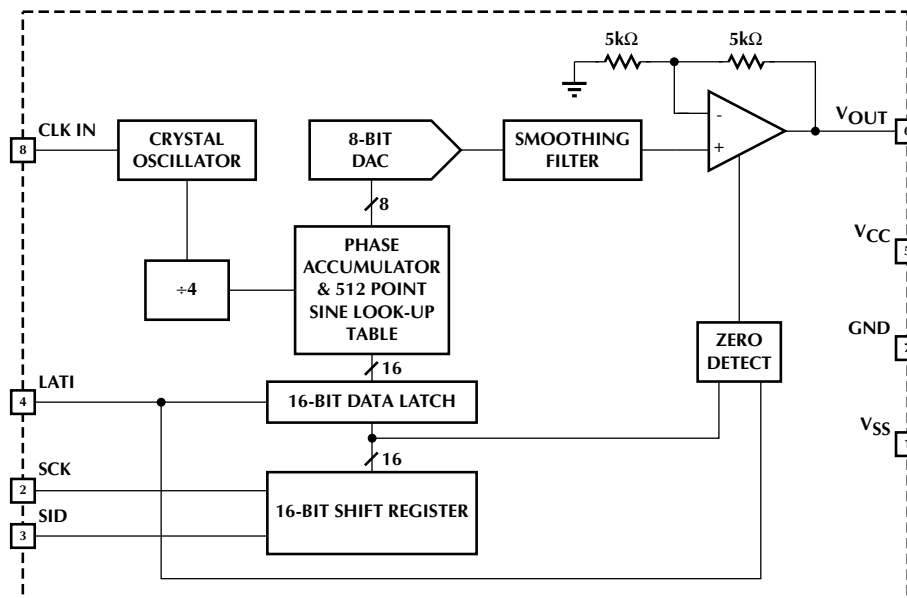 5kΩ
5kΩ
CLK IN
8
CRYSTAL
OSCILLATOR
8-BIT
DAC
SMOOTHING
FILTER
-
+
VOUT
6
8
÷4
PHASE
ACCUMULATOR
& 512 POINT
SINE LOOK-UP
TABLE
VCC
5
GND
7
ZERO
DETECT
16
LATI
4
16-BIT DATA LATCH
VSS
1
16
SCK
2
16-BIT SHIFT REGISTER
SID
3